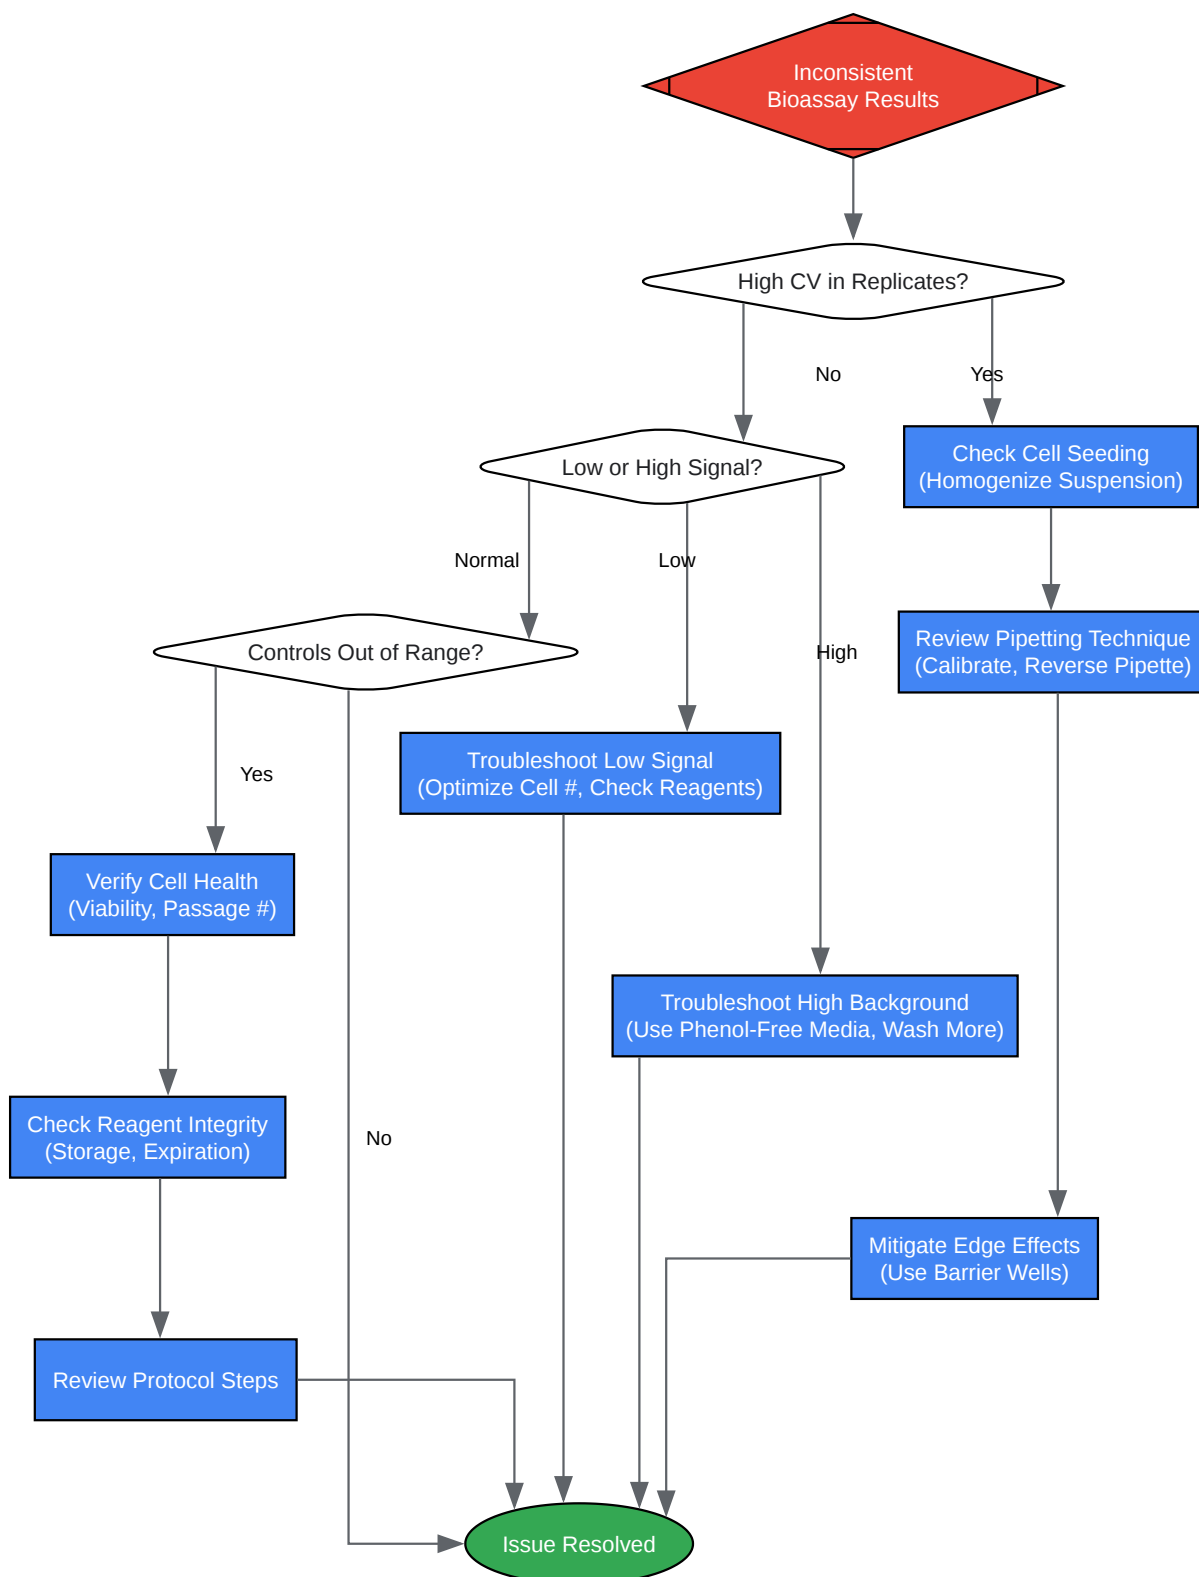 Inconsistent
Bioassay Results
High CV in Replicates?
No
Yes
Low or High Signal?
Check Cell Seeding
(Homogenize Suspension)
Normal
Low
High
Controls Out of Range?
Review Pipetting Technique
(Calibrate, Reverse Pipette)
Yes
Troubleshoot Low Signal
(Optimize Cell #, Check Reagents)
Verify Cell Health
(Viability, Passage #)
Troubleshoot High Background
(Use Phenol-Free Media, Wash More)
Check Reagent Integrity
(Storage, Expiration)
No
Mitigate Edge Effects
(Use Barrier Wells)
Review Protocol Steps
Issue Resolved